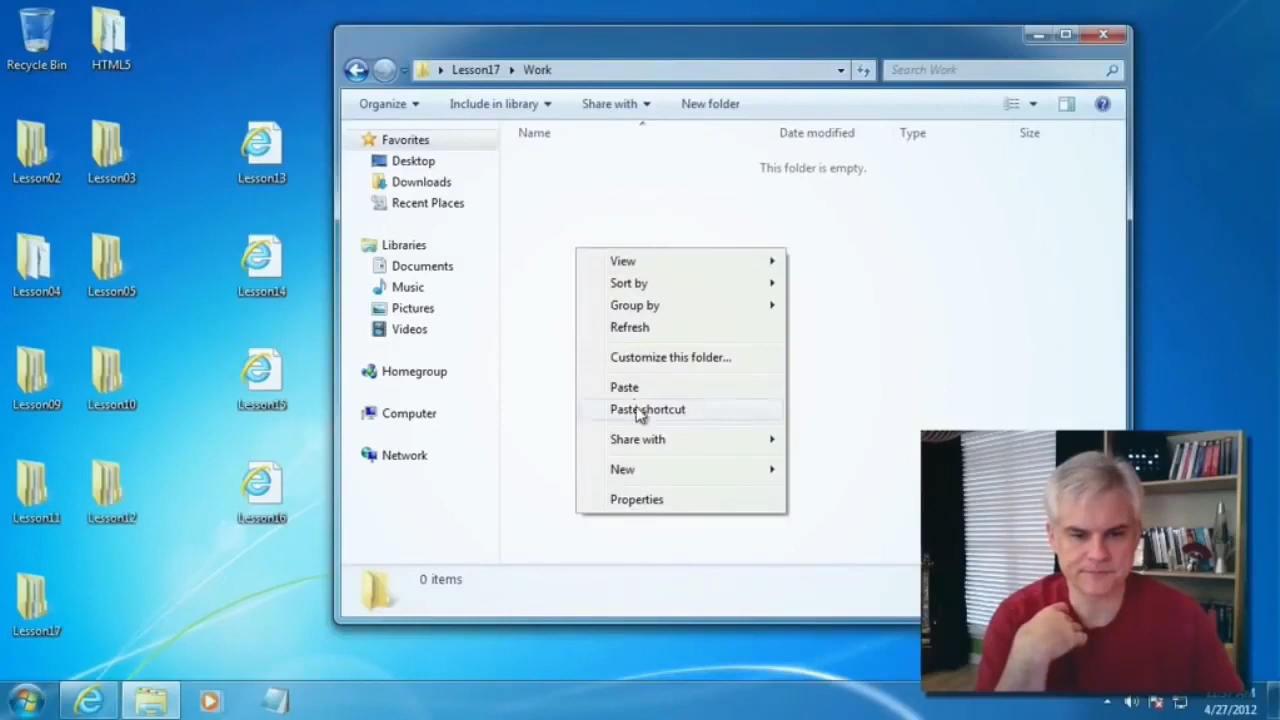 Recycle Bin
HTML5
Lesson02
Lesson03
Lesson13
Lesson04
Lesson05
Lesson14
Lesson09
Lesson10
Lesson15
Lesson11
Lesson12
Lesson16
Lesson17
Lesson17 Work
Search Work
Organize
Include in library
Share with
New folder
Name
Date modified
Type
Size
This folder is empty.
Favorites
Desktop
Downloads
Recent Places
Libraries
Documents
Music
Pictures
Videos
Homegroup
Computer
Network
View
Sort by
Group by
Refresh
Customize this folder...
Paste
Paste shortcut
Share with
New
Properties
0 items
4/27/2012